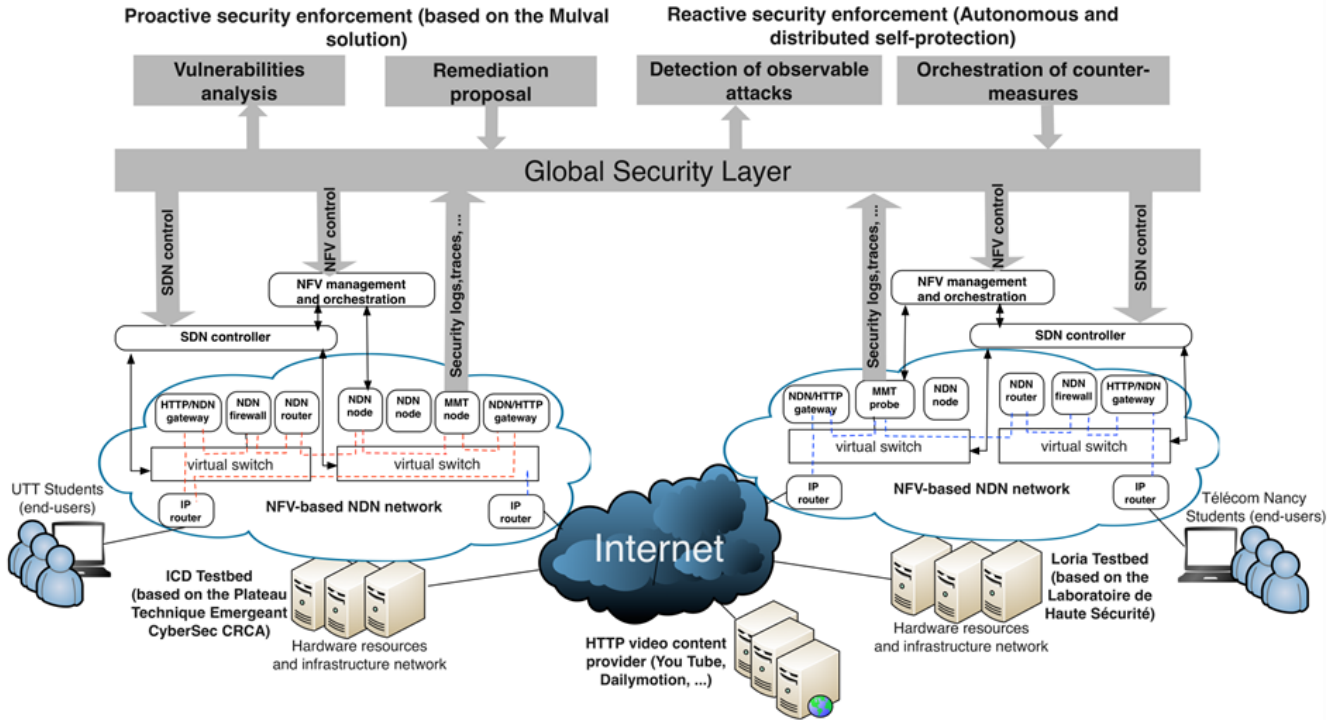 Proactive security enforcement (based on the Mulval
solution)
Reactive security enforcement (Autonomous and
distributed self-protection)
Vulnerabilities
analysis
Remediation
proposal
Detection of observable
attacks
Orchestration of counter-
measures
Global Security Layer
SDN control
NFV control
Security logs,traces, ...
Security logs,traces, ...
NFV control
SDN control
NFV management
and orchestration
SDN controller
NFV management
and orchestration
SDN controller
HTTP/NDN
gateway
NDN
firewall
NDN
router
NDN
node
NDN
node
MMT
node
NDN/HTTP
gateway
virtual switch
virtual switch
IP
router
NFV-based NDN network
IP
router
NDN/HTTP
gateway
MMT
probe
NDN
node
NDN
router
NDN
firewall
HTTP/NDN
gateway
virtual switch
virtual switch
IP
router
NFV-based NDN network
IP
router
UTT Students
(end-users)
Internet
Télécom Nancy
Students (end-users)
ICD Testbed
(based on the Plateau
Technique Emergeant
CyberSec CRCA)
Hardware resources
and infrastructure network
HTTP video content
provider (You Tube,
Dailymotion, ...)
Hardware resources
and infrastructure network
Loria Testbed
(based on the
Laboratoire de
Haute Sécurité)